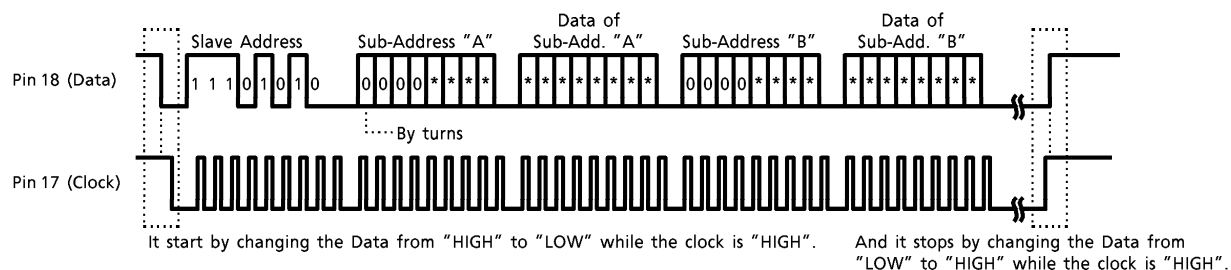 Data of Data of
Slave Address Sub-Address "A" Sub-Add. "A" Sub-Address "B" Sub-Add. "B"
Pin 18 (Data) 1 1 1 0 1 0 1 0 0 0 0 0 * * * * * * * * * * * * 0 0 0 0 * * * * * * * * * * * *
By turns
Pin 17 (Clock)
It start by changing the Data from "HIGH" to "LOW" while the clock is "HIGH". And it stops by changing the Data from
"LOW" to "HIGH" while the clock is "HIGH".